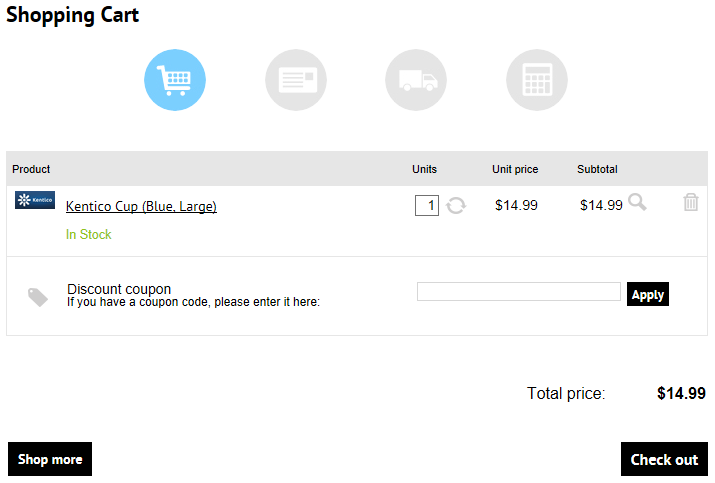 Shopping Cart
Product Units Unit price Subtotal
Kentico
Kentico Cup (Blue, Large) 1 $14.99 $14.99
In Stock
Discount coupon
If you have a coupon code, please enter it here:
Apply
Total price: $14.99
Shop more Check out